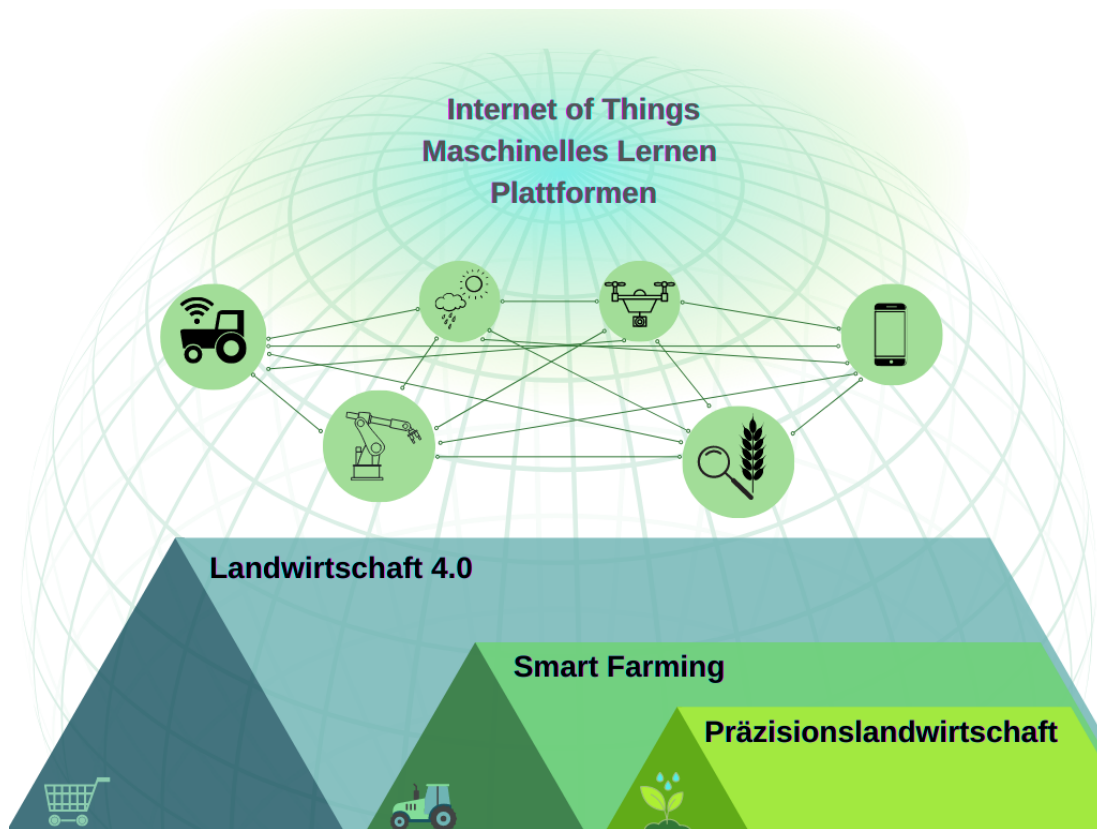 Internet of Things
Maschinelles Lernen
Plattformen
Landwirtschaft 4.0
Smart Farming
Präzisionslandwirtschaft